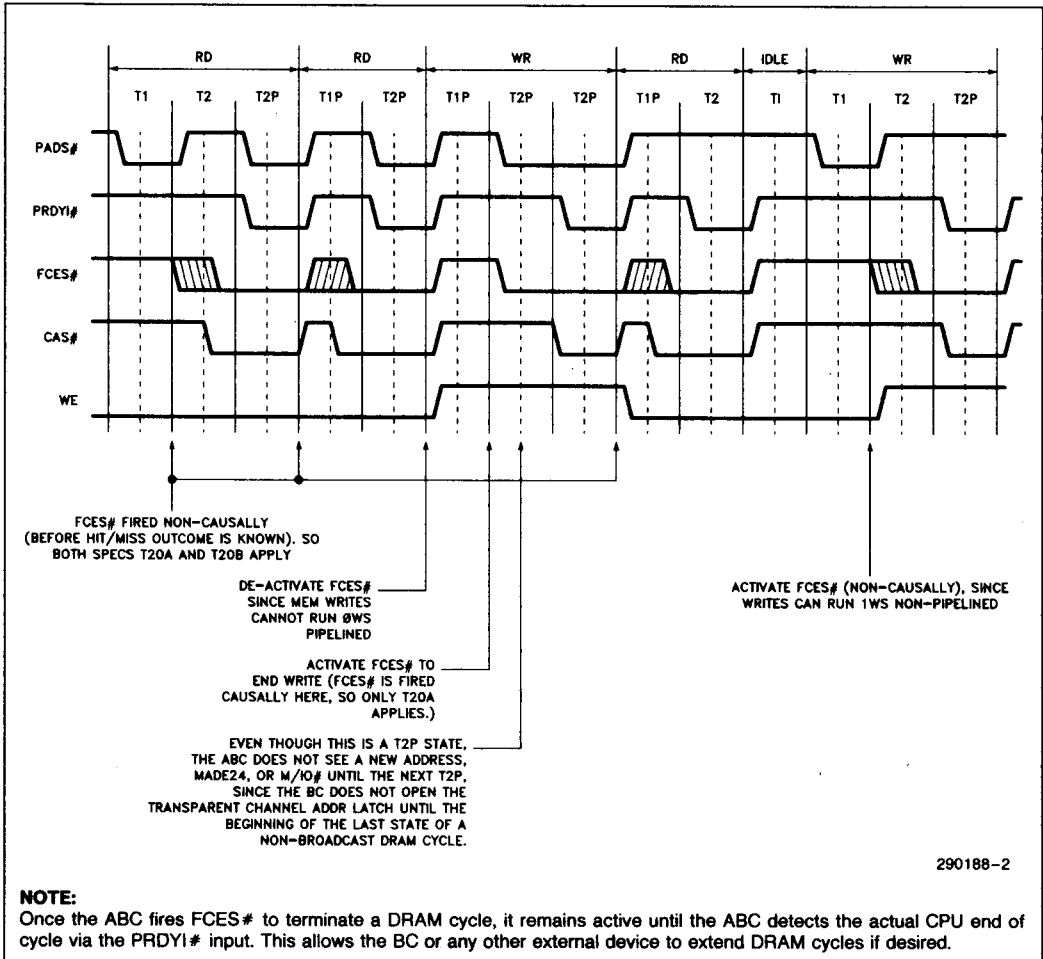 RD RD WR RD IDLE WR
T1 T2 T2P T1P T2P T1P T2P T2P T1P T2 TI T1 T2 T2P
PADS#
PRDYI#
FCES#
CAS#
WE
FCES# FIRED NON-CAUSALLY
(BEFORE HIT/MISS OUTCOME IS KNOWN). SO
BOTH SPECS T20A AND T20B APPLY
DE-ACTIVATE FCES#
SINCE MEM WRITES
CANNOT RUN 0WS
PIPELINED
ACTIVATE FCES# (NON-CAUSALLY), SINCE
WRITES CAN RUN 1WS NON-PIPELINED
ACTIVATE FCES# TO
END WRITE (FCES# IS FIRED
CAUSALLY HERE, SO ONLY T20A
APPLIES.)
EVEN THOUGH THIS IS A T2P STATE,
THE ABC DOES NOT SEE A NEW ADDRESS,
MADE24, OR M/IO# UNTIL THE NEXT T2P,
SINCE THE BC DOES NOT OPEN THE
TRANSPARENT CHANNEL ADDR LATCH UNTIL THE
BEGINNING OF THE LAST STATE OF A
NON-BROADCAST DRAM CYCLE.
290188-2
NOTE:
Once the ABC fires FCES# to terminate a DRAM cycle, it remains active until the ABC detects the actual CPU end of
cycle via the PRDYI# input. This allows the BC or any other external device to extend DRAM cycles if desired.